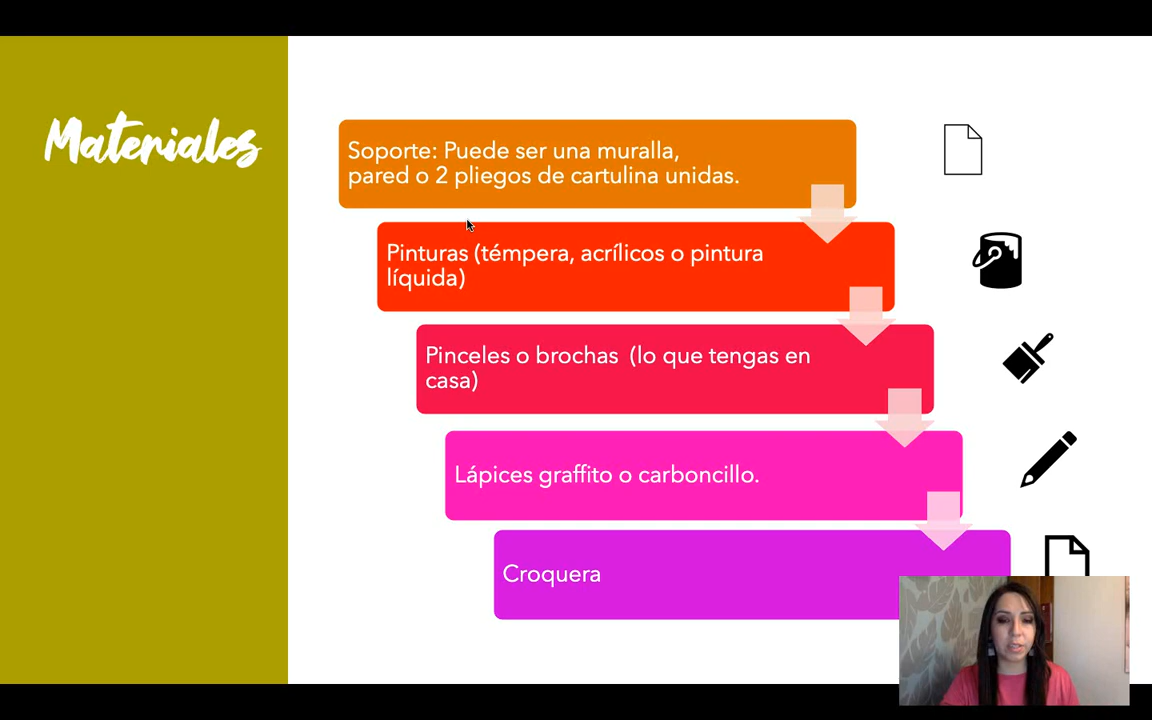 Materiales
Soporte: Puede ser una muralla,
pared o 2 pliegos de cartulina unidas.
Pinturas (témpera, acrílicos o pintura
líquida)
Pinceles o brochas  (lo que tengas en
casa)
Lápices graffito o carboncillo.
Croquera